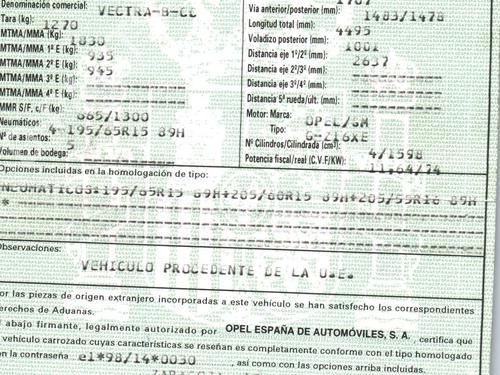 Denominación comercial: VECTRA-B-CC
Tara (kg): 1270
MTMA/MMA (Kg): 1830
MTMA/MMA 1º E (kg): 935
MTMA/MMA 2º E (kg): 945
MTMA/MMA 3º E (kg):
MTMA/MMA 4º E (kg):
MMR S/F, c/F (kg): 665/1300
Neumáticos: 4-195/65R15 89H
Nº de asientos: 5
Volumen de bodega:
Vía anterior/posterior (mm): 1483/1478
Longitud total (mm): 4495
Voladizo posterior (mm): 1001
Distancia eje 1º/2º (mm): 2637
Distancia eje 2º/3º (mm):
Distancia eje 3º/4º (mm):
Distancia 5ª rueda/últ. (mm):
Motor: Marca: OPEL/GM
Tipo: G-Z16XE
Nº Cilindros/Cilindrada (cm³): 4/1598
Potencia fiscal/real (C.V.F/KW): 11,64/74
Opciones incluidas en la homologación de tipo:
NEUMATICOS*195/65R15 89H*205/60R15 89H*205/55R16 89H
*
Observaciones:
VEHICULO PROCEDENTE DE LA U.E.
or las piezas de origen extranjero incorporadas a este vehículo se han satisfecho los correspondientes
erechos de Aduanas.
l abajo firmante, legalmente autorizado por OPEL ESPAÑA DE AUTOMÓVILES, S. A., certifica que
vehículo carrozado cuyas características se reseñan es completamente conforme con el tipo homologado
n la contraseña e1*98/14*0030 , así como con las opciones arriba incluidas.